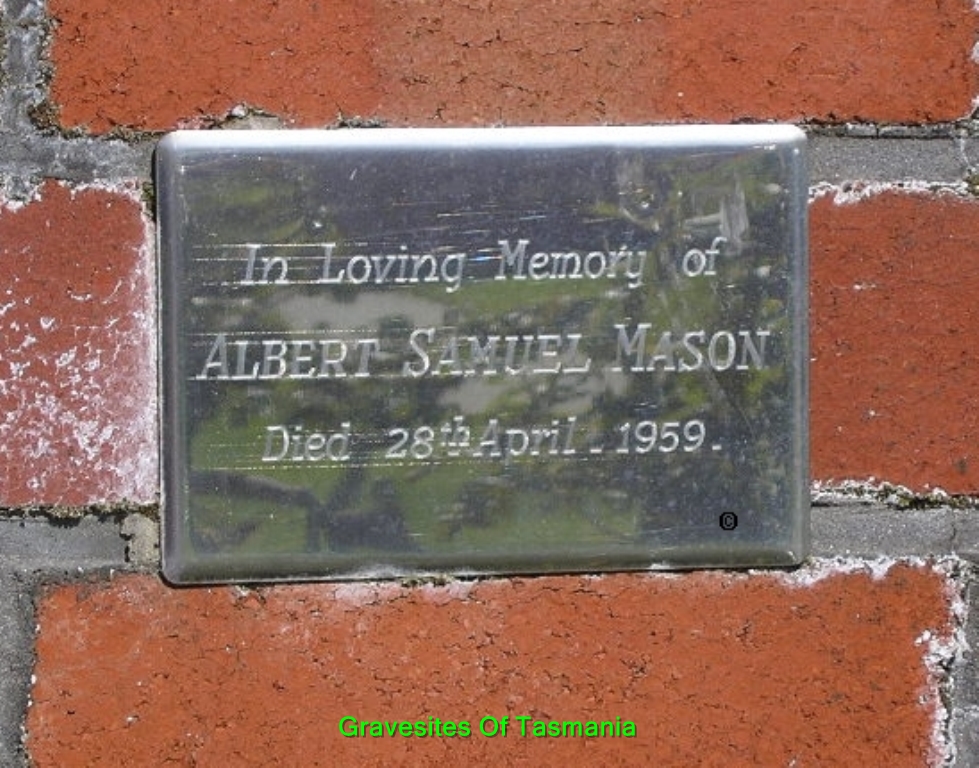 In Loving Memory of
ALBERT SAMUEL MASON
Died 28th April. 1959.
©
Gravesites Of Tasmania